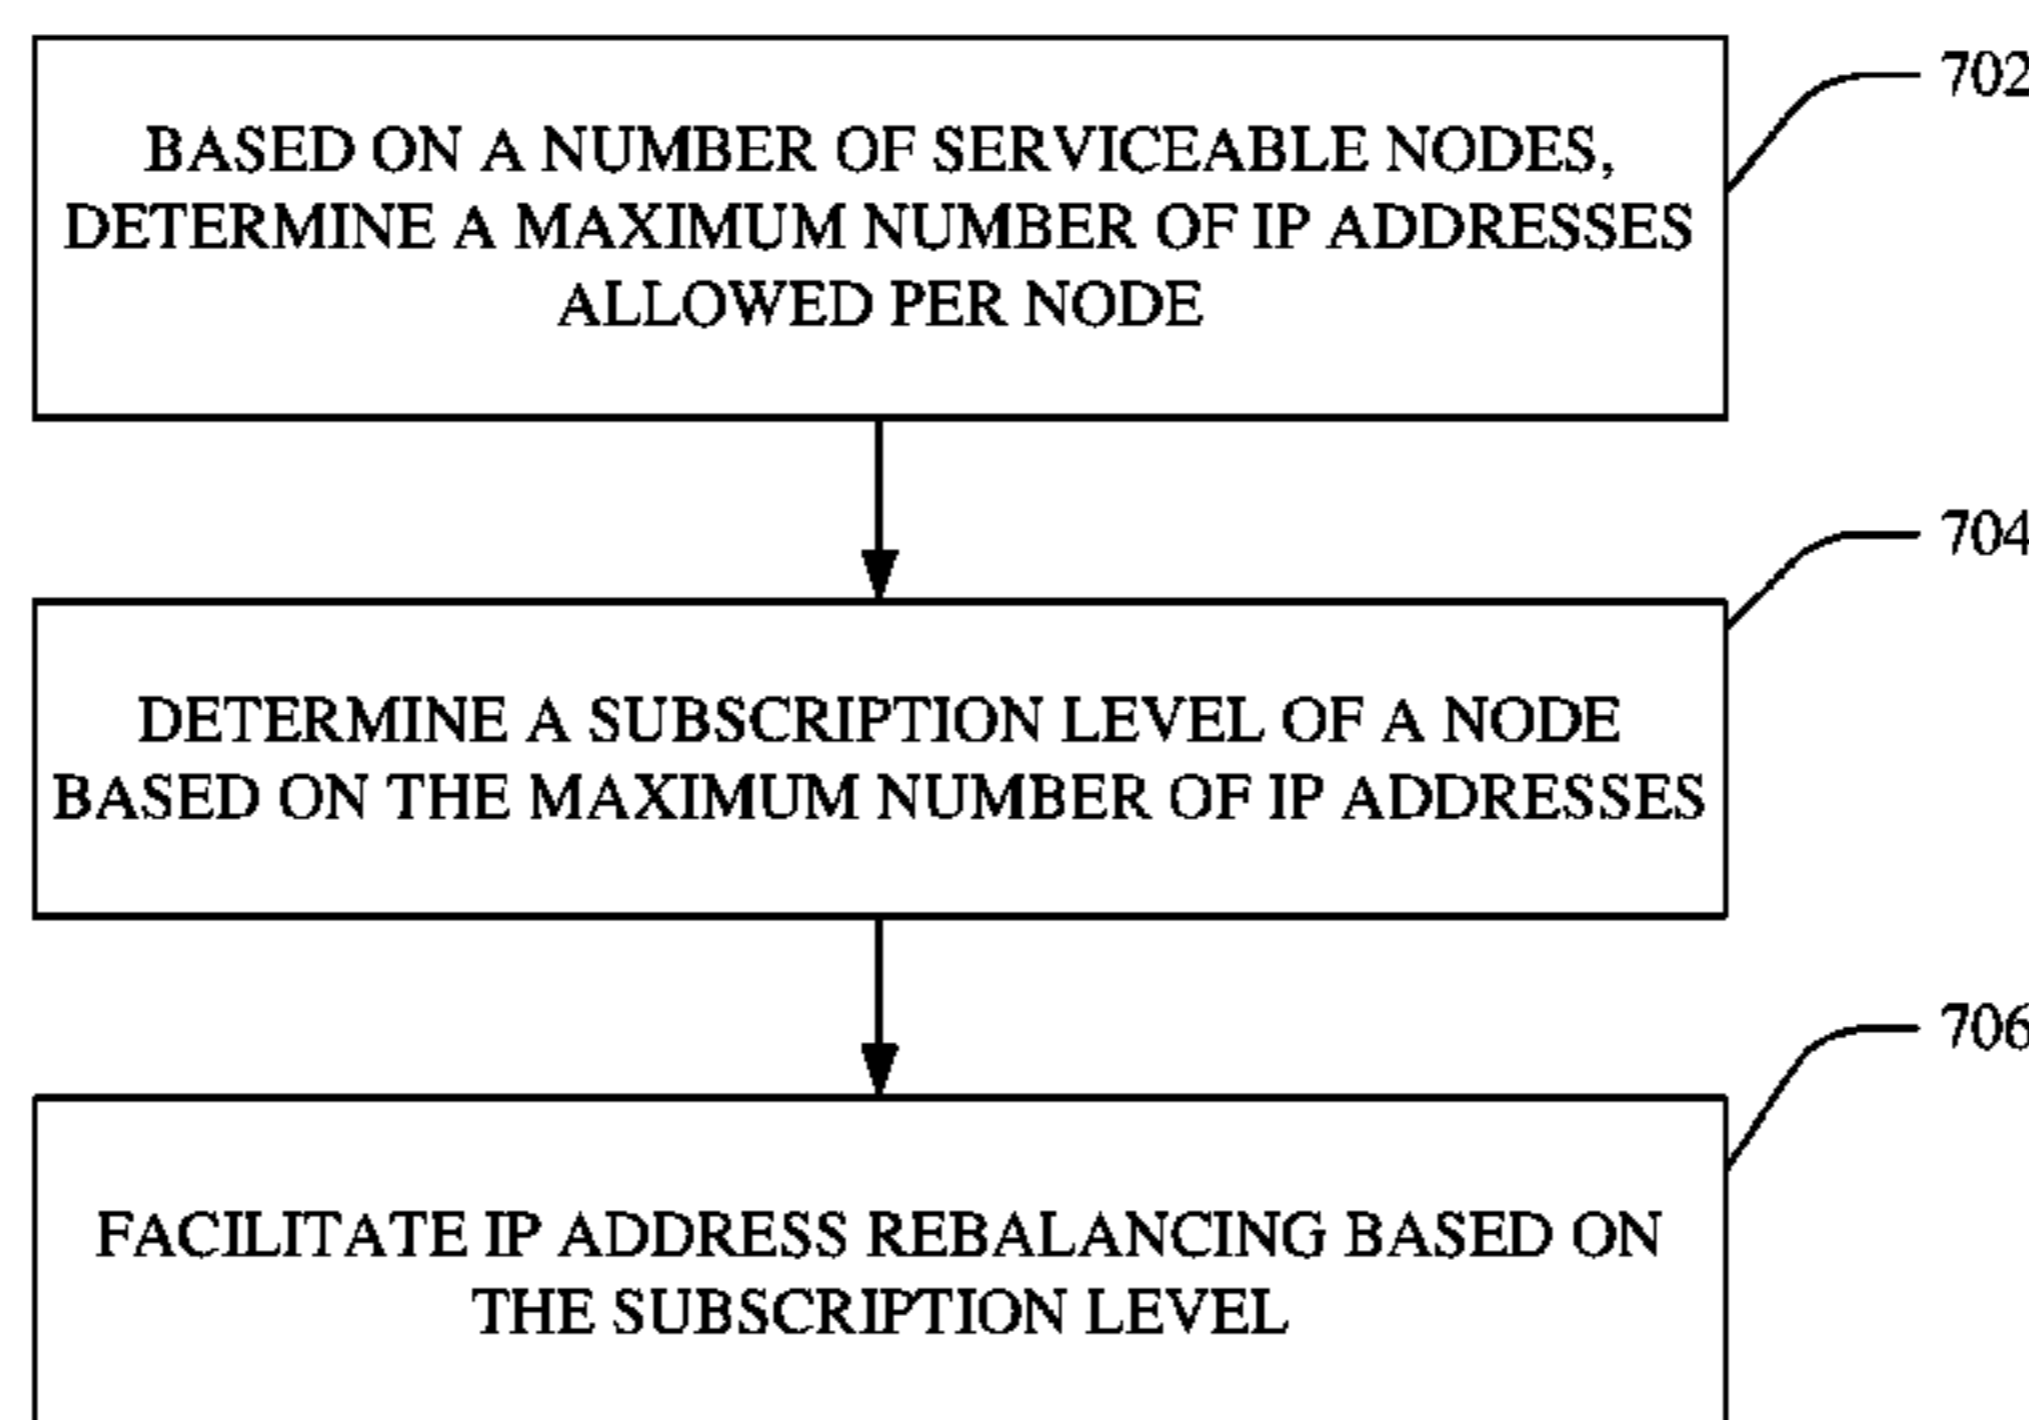 702
BASED ON A NUMBER OF SERVICEABLE NODES,
DETERMINE A MAXIMUM NUMBER OF IP ADDRESSES
ALLOWED PER NODE
704
DETERMINE A SUBSCRIPTION LEVEL OF A NODE
BASED ON THE MAXIMUM NUMBER OF IP ADDRESSES
706
FACILITATE IP ADDRESS REBALANCING BASED ON
THE SUBSCRIPTION LEVEL